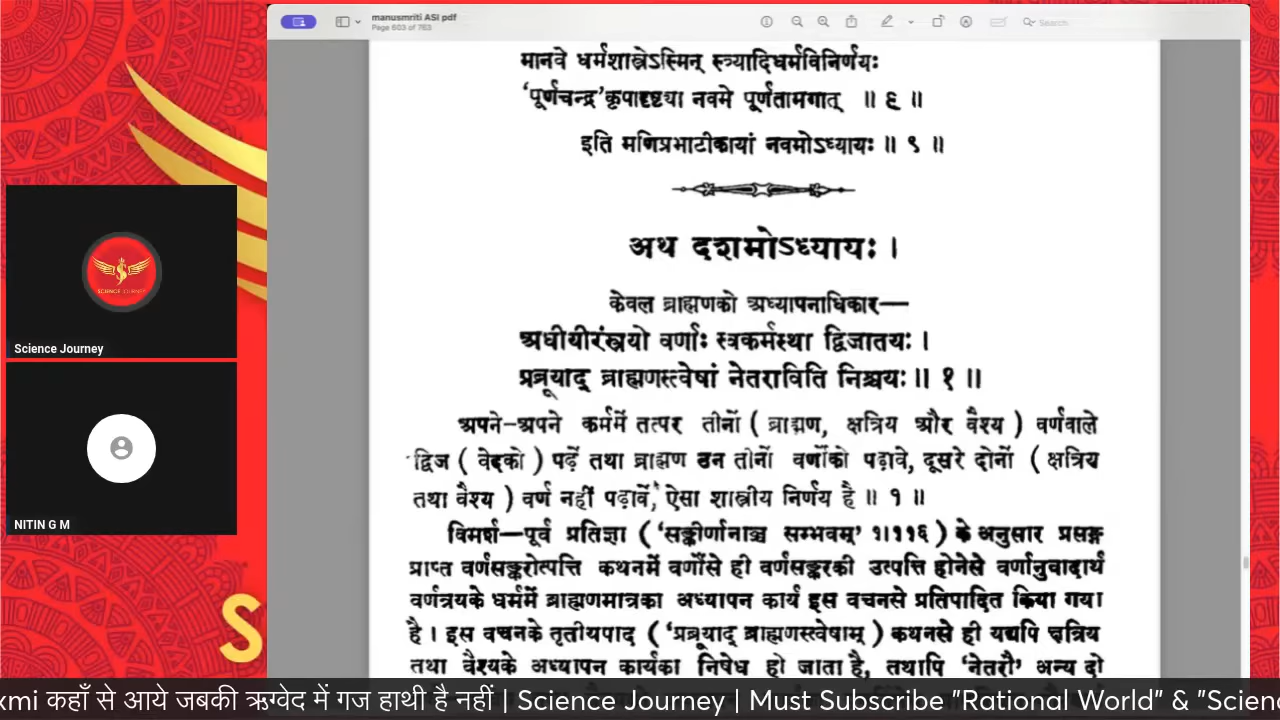 manusmriti ASI pdf
Page 603 of 763
Search
मानवे धर्मशास्त्रेऽस्मिन् स्त्र्यादिधर्मविनिर्णयः
'पूर्णचन्द्र'कृपादृष्ट्या नवमे पूर्णतामगात् ॥ ९ ॥
इति मणिप्रभाटीकायां नवमोऽध्यायः ॥ ९ ॥
अथ दशमोऽध्यायः ।
केवल ब्राह्मणको अध्यापनाधिकार—
अधीयीरंस्त्रयो वर्णाः स्वकर्मस्था द्विजातयः ।
प्रब्रूयाद् ब्राह्मणस्त्वेषां नेतराविति निश्चयः ॥ १ ॥
अपने-अपने कर्ममें तत्पर तीनों ( ब्राह्मण, क्षत्रिय और वैश्य ) वर्णवाले
द्विज ( वेदको ) पढ़ें तथा ब्राह्मण उन तीनों वर्णोंको पढ़ावे, दूसरे दोनों ( क्षत्रिय
तथा वैश्य ) वर्ण नहीं पढ़ावें, ऐसा शास्त्रीय निर्णय है ॥ १ ॥
विमर्श—पूर्व प्रतिज्ञा ( 'सङ्कीर्णानाञ्च सम्भवम्' १।११६ ) के अनुसार प्रसङ्ग
प्राप्त वर्णसङ्करोत्पत्ति कथनमें वर्णोंसे ही वर्णसङ्करकी उत्पत्ति होनेसे वर्णानुवादार्थ
वर्णत्रयके धर्ममें ब्राह्मणमात्रका अध्यापन कार्य इस वचनसे प्रतिपादित किया गया
है । इस वचनके तृतीयपाद ( 'प्रब्रूयाद् ब्राह्मणस्त्वेषाम् ) कथनसे ही यद्यपि क्षत्रिय
तथा वैश्यके अध्यापन कार्यका निषेध हो जाता है, तथापि 'नेतरौ' अन्य दो
SCIENCE JOURNEY
Science Journey
NITIN G M
S
xmi कहाँ से आये जबकी ऋग्वेद में गज हाथी है नहीं | Science Journey | Must Subscribe "Rational World" & "Scien